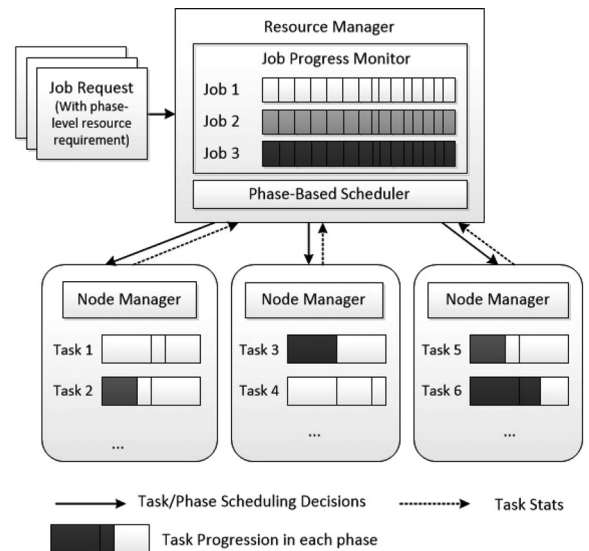 Resource Manager
Job Progress Monitor
Job Request
(With phase-
level resource
requirement)
Job 1
Job 2
Job 3
Phase-Based Scheduler
Node Manager
Task 1
Task 2
...
Node Manager
Task 3
Task 4
...
Node Manager
Task 5
Task 6
...
Task/Phase Scheduling Decisions
Task Stats
Task Progression in each phase